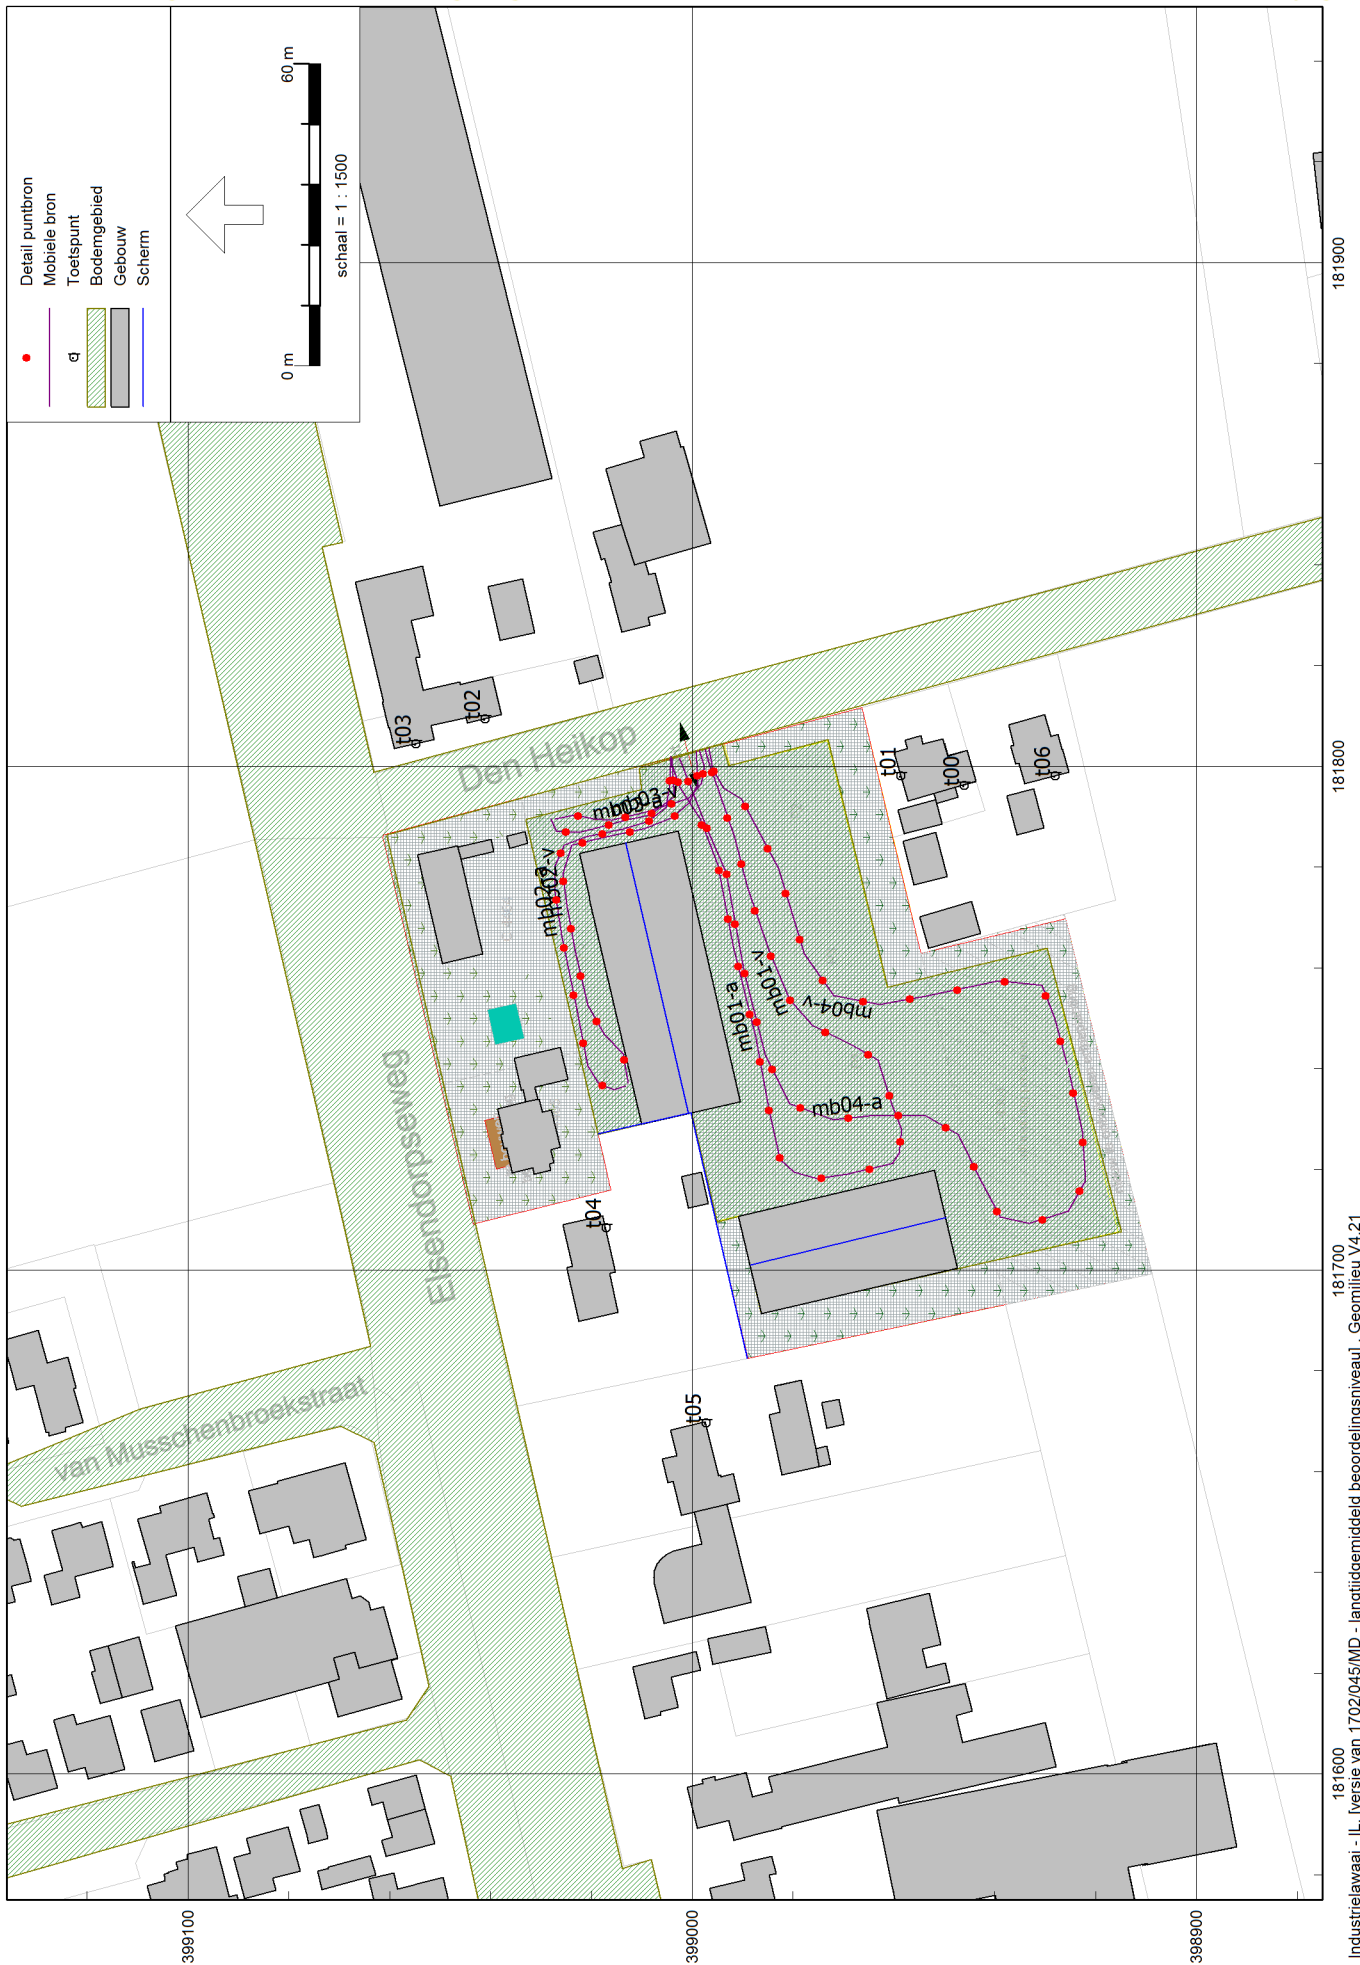 Detail puntbron
Mobiele bron
Toetspunt
Bodemgebied
Gebouw
Scherm
0 m
60 m
schaal = 1 : 1500
t03
t02
Den Heikop
mb03-a
mb03-v
mb02-a
mb02-v
Elsendorpseweg
van Musschenbroekstraat
t04
t05
t01
t00
t06
mb01-a
mb01-v
mb04-v
mb04-a
399100
399000
398900
181600
181700
181800
181900
Industrielawaai - IL, [versie van 1702/045/MD - langtijdgemiddeld beoordelingsniveau] , Geomilieu V4.21